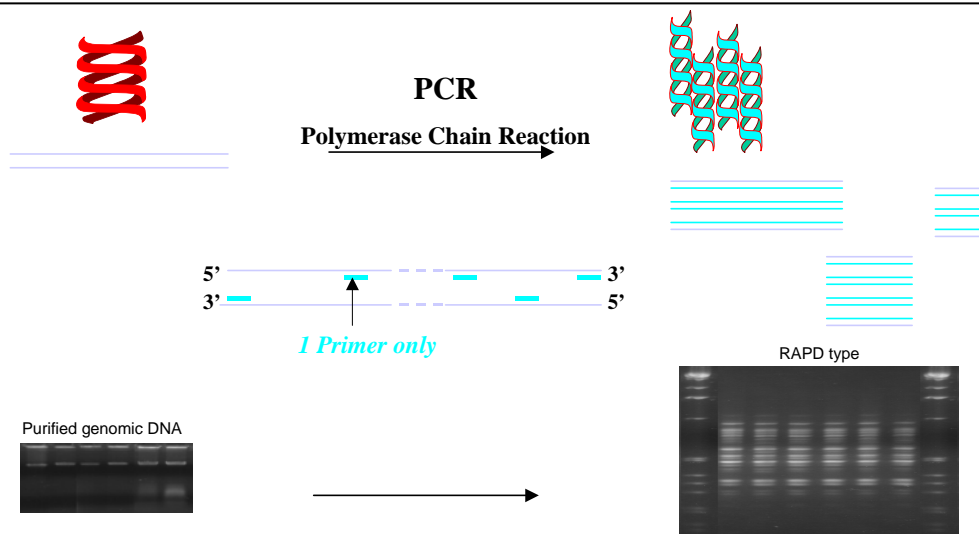 PCR
Polymerase Chain Reaction
5’ 3’
3’ 5’
1 Primer only
RAPD type
Purified genomic DNA